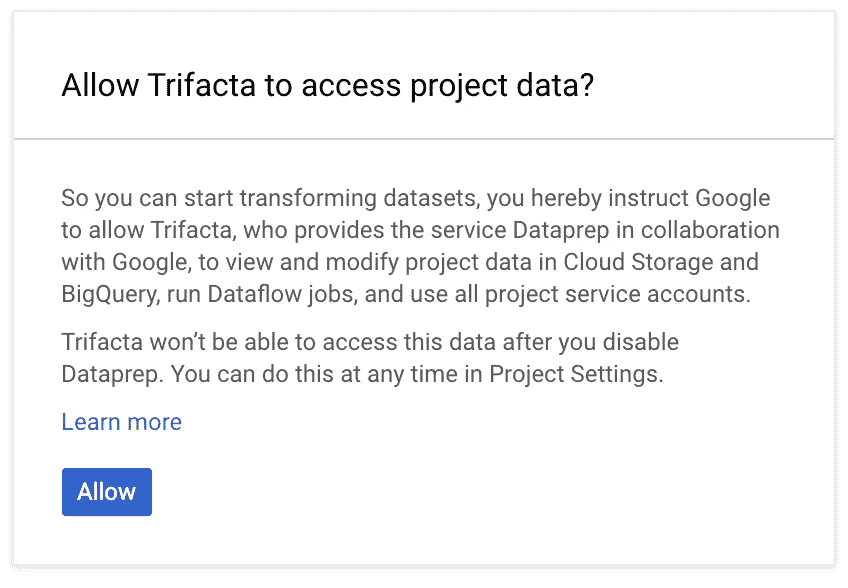 Allow Trifacta to access project data?
So you can start transforming datasets, you hereby instruct Google
to allow Trifacta, who provides the service Dataprep in collaboration
with Google, to view and modify project data in Cloud Storage and
BigQuery, run Dataflow jobs, and use all project service accounts.
Trifacta won’t be able to access this data after you disable
Dataprep. You can do this at any time in Project Settings.
Learn more
Allow